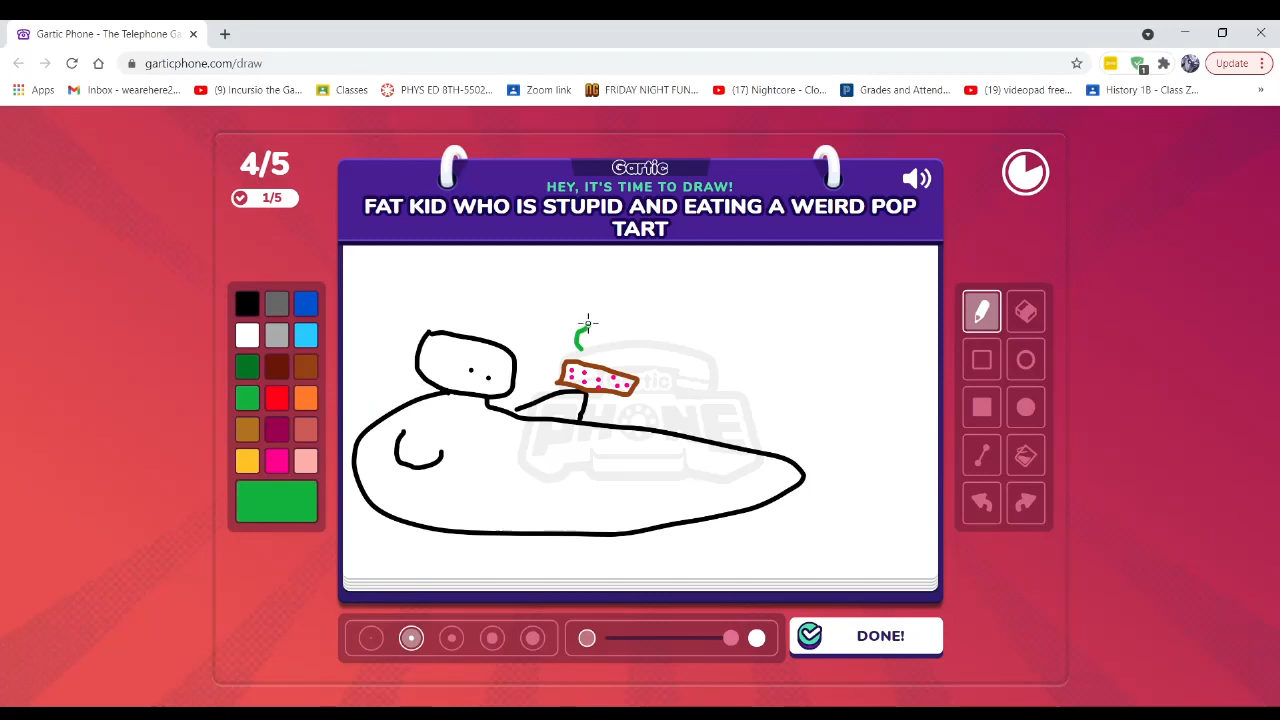 Gartic Phone - The Telephone Ga
garticphone.com/draw
Update
Apps
Inbox - wearehere2...
(9) Incursio the Ga...
Classes
PHYS ED 8TH-5502...
Zoom link
FRIDAY NIGHT FUN...
(17) Nightcore - Clo...
Grades and Attend...
(19) videopad free...
History 1B - Class Z...
»
4/5
1/5
Gartic
HEY, IT'S TIME TO DRAW!
FAT KID WHO IS STUPID AND EATING A WEIRD POP
TART
Gartic
PHONE
DONE!